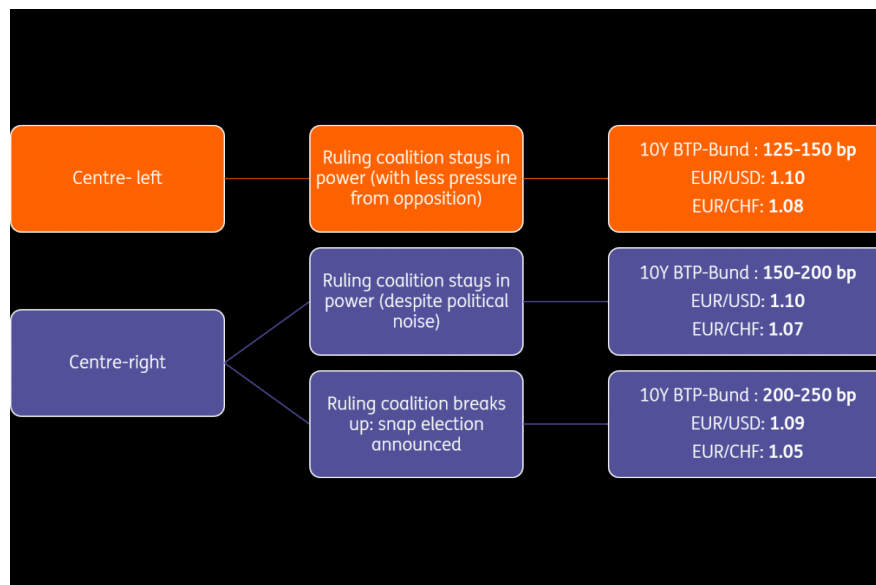 Centre- left
Ruling coalition stays in
power (with less pressure
from opposition)
10Y BTP-Bund : 125-150 bp
EUR/USD: 1.10
EUR/CHF: 1.08
Centre-right
Ruling coalition stays in
power (despite political
noise)
10Y BTP-Bund : 150-200 bp
EUR/USD: 1.10
EUR/CHF: 1.07
Ruling coalition breaks
up: snap election
announced
10Y BTP-Bund : 200-250 bp
EUR/USD: 1.09
EUR/CHF: 1.05